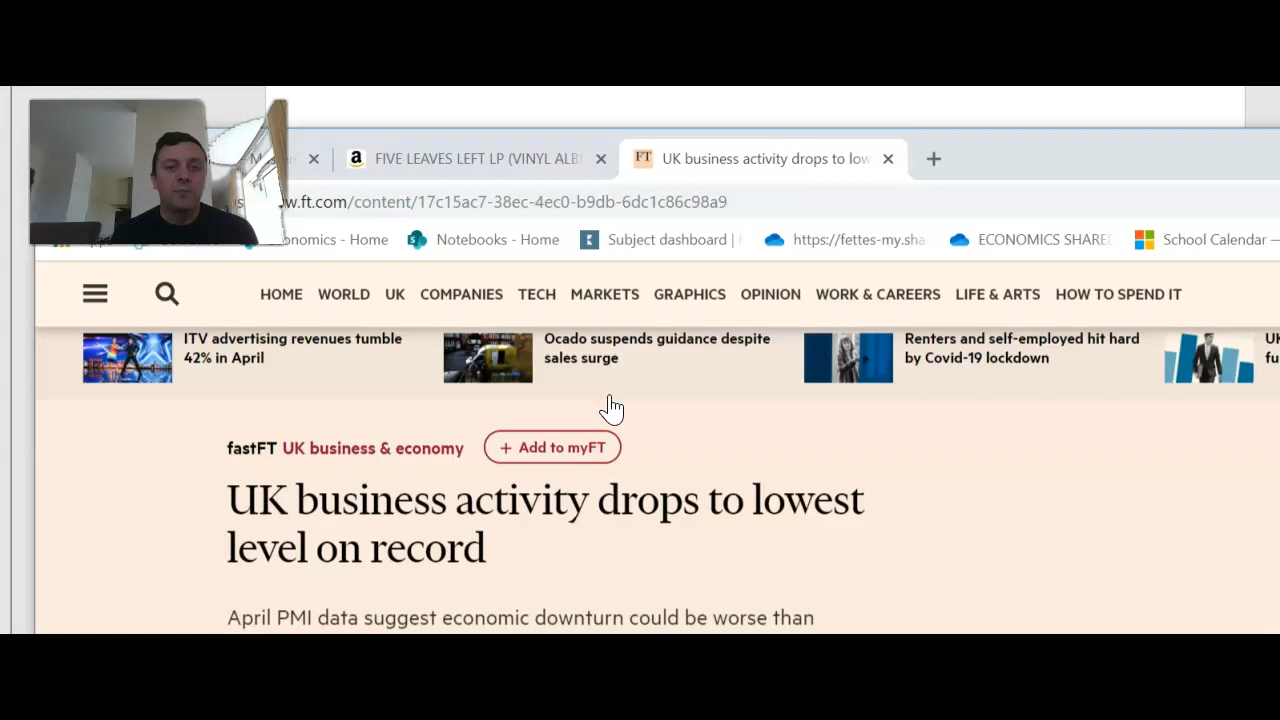 FIVE LEAVES LEFT LP (VINYL ALB
FT UK business activity drops to low
w.ft.com/content/17c15ac7-38ec-4ec0-b9db-6dc1c86c98a9
onomics - Home Notebooks - Home Subject dashboard | https://fettes-my.sha ECONOMICS SHARED School Calendar —
HOME WORLD UK COMPANIES TECH MARKETS GRAPHICS OPINION WORK & CAREERS LIFE & ARTS HOW TO SPEND IT
ITV advertising revenues tumble
42% in April
Ocado suspends guidance despite
sales surge
Renters and self-employed hit hard
by Covid-19 lockdown
UK
fu
fastFT UK business & economy + Add to myFT
UK business activity drops to lowest
level on record
April PMI data suggest economic downturn could be worse than